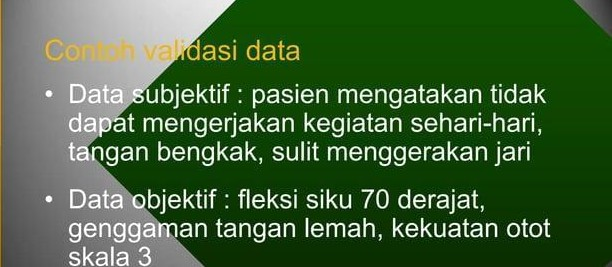 Contoh validasi data
• Data subjektif : pasien mengatakan tidak
dapat mengerjakan kegiatan sehari-hari,
tangan bengkak, sulit menggerakan jari
• Data objektif : fleksi siku 70 derajat,
genggaman tangan lemah, kekuatan otot
skala 3